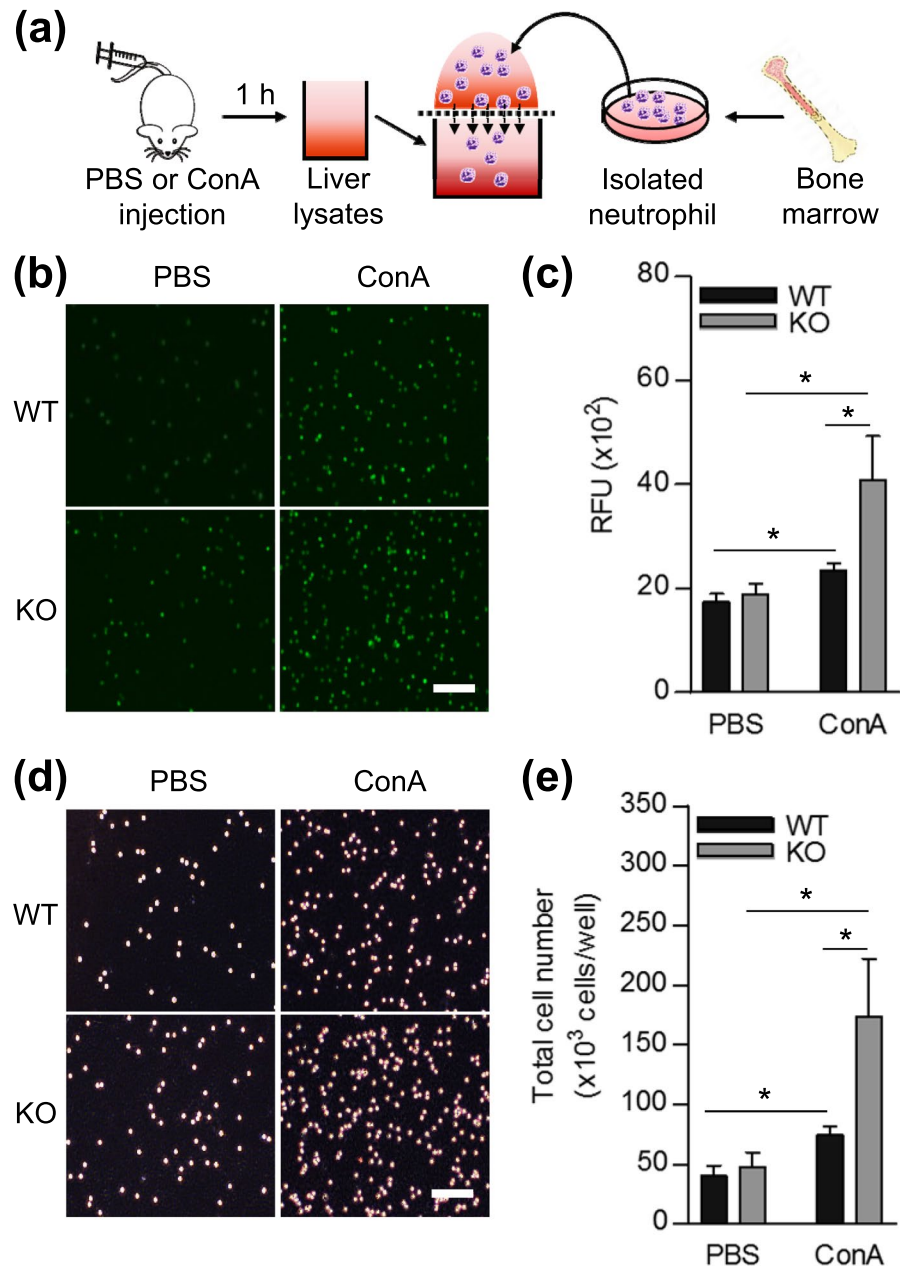 (a)
1 h
PBS or ConA
injection
Liver
lysates
Isolated
neutrophil
Bone
marrow
(b)
PBS
ConA
WT
KO
(c)
80
60
40
20
0
RFU (x10²)
WT
KO
*
*
*
PBS
ConA
(d)
PBS
ConA
WT
KO
(e)
350
300
250
200
150
100
50
0
Total cell number
(x10³ cells/well)
WT
KO
*
*
*
PBS
ConA